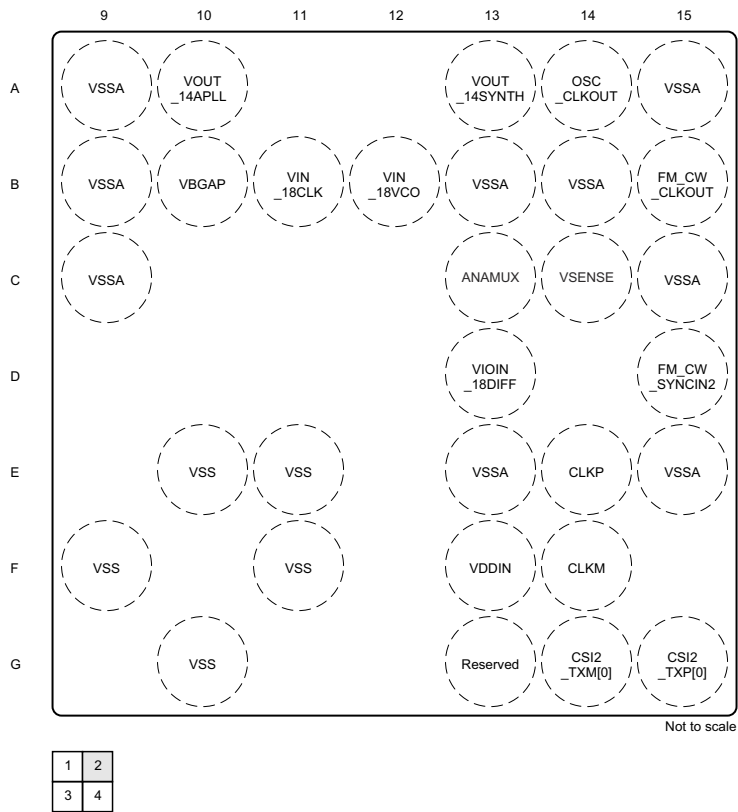 9 10 11 12 13 14 15
A
VSSA
VOUT
_14APLL
VOUT
_14SYNTH
OSC
_CLKOUT
VSSA
B
VSSA
VBGAP
VIN
_18CLK
VIN
_18VCO
VSSA
VSSA
FM_CW
_CLKOUT
C
VSSA
ANAMUX
VSENSE
VSSA
D
VIOIN
_18DIFF
FM_CW
_SYNCIN2
E
VSS
VSS
VSSA
CLKP
VSSA
F
VSS
VSS
VDDIN
CLKM
G
VSS
Reserved
CSI2
_TXM[0]
CSI2
_TXP[0]
Not to scale
1 2
3 4